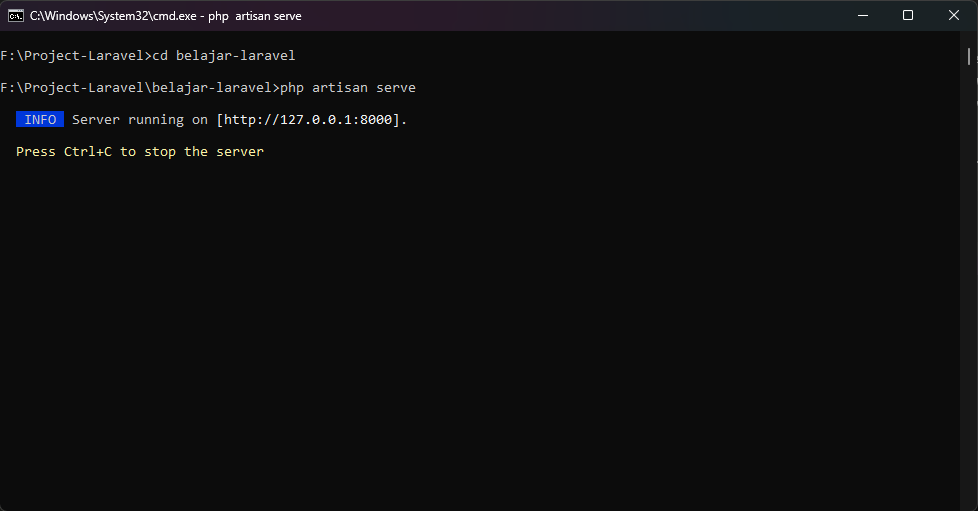 C:\Windows\System32\cmd.exe - php  artisan serve
F:\Project-Laravel>cd belajar-laravel
F:\Project-Laravel\belajar-laravel>php artisan serve
INFO Server running on [http://127.0.0.1:8000].
Press Ctrl+C to stop the server